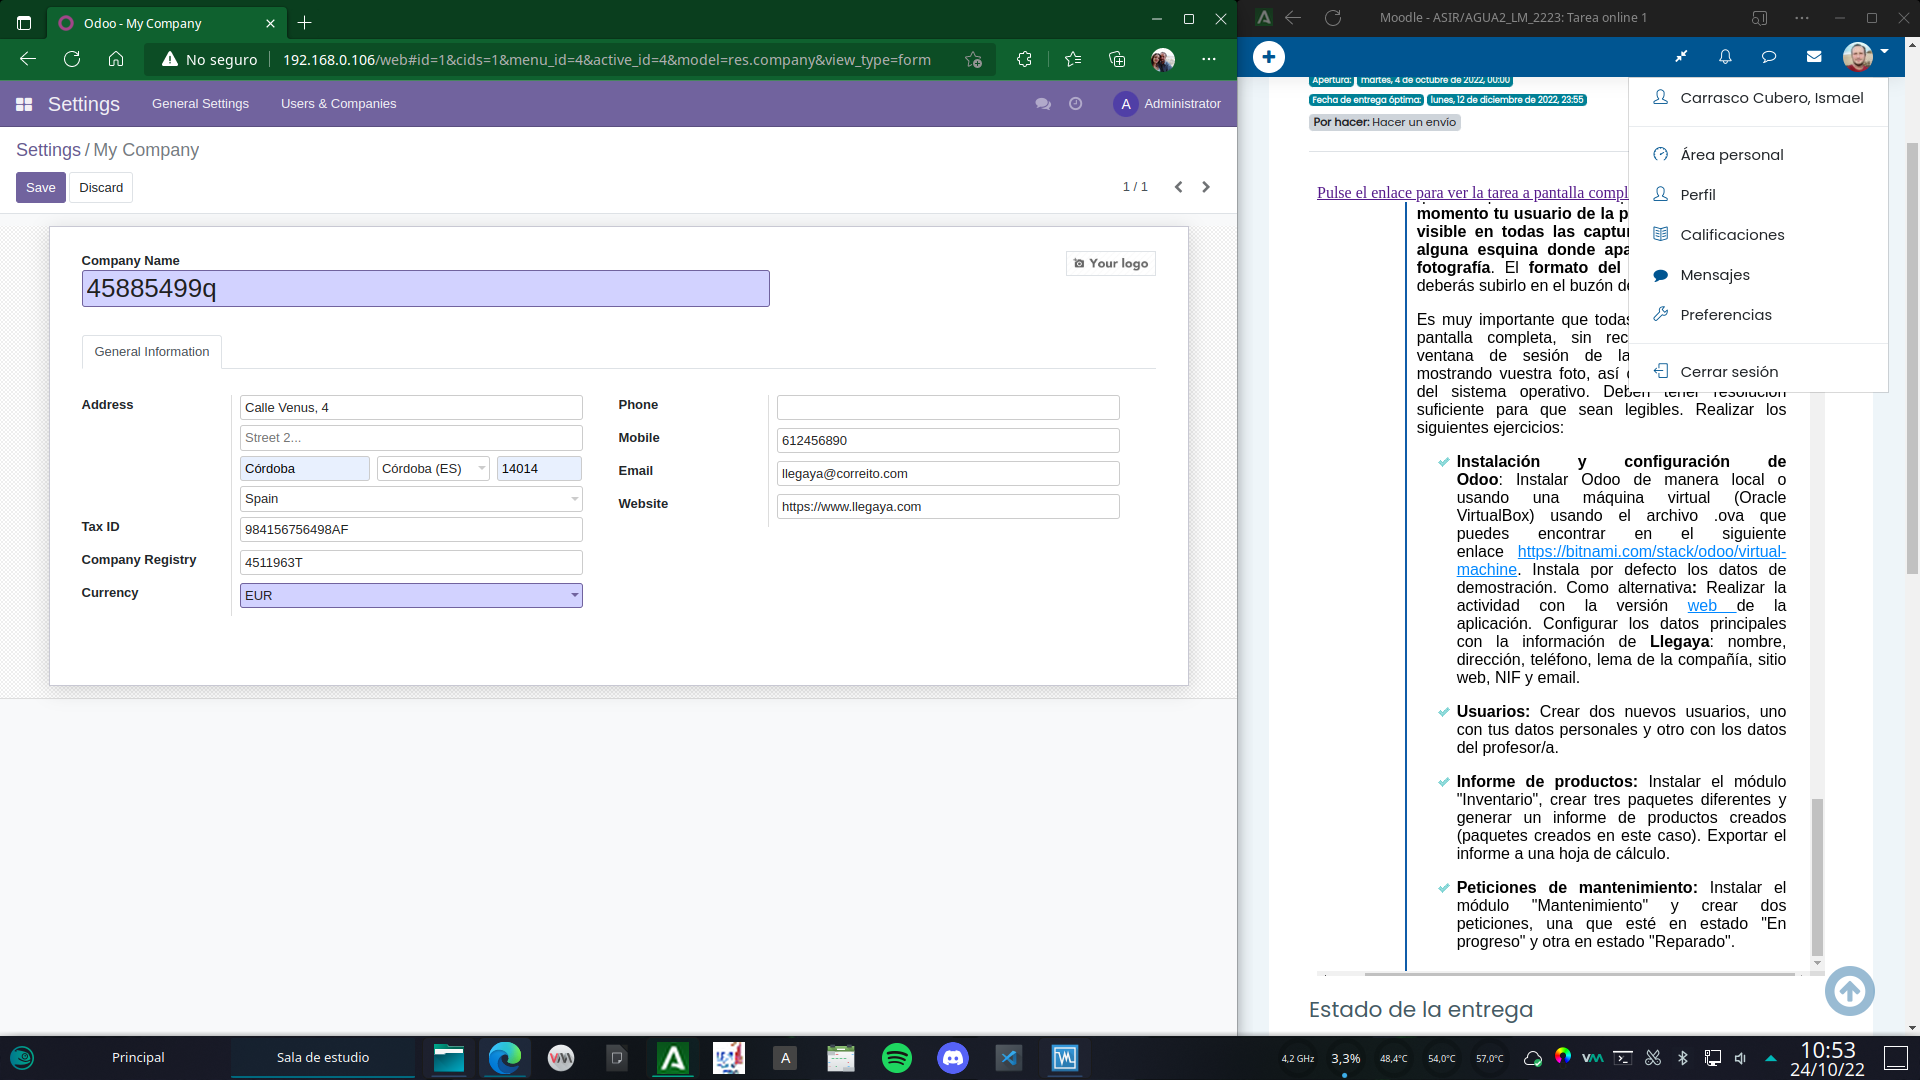 Odoo - My Company
No seguro
192.168.0.106/web#id=1&cids=1&menu_id=4&active_id=4&model=res.company&view_type=form
Settings
General Settings
Users & Companies
A
Administrator
Settings / My Company
Save
Discard
1 / 1
Company Name
45885499q
Your logo
General Information
Address
Calle Venus, 4
Street 2...
Córdoba
Córdoba (ES)
14014
Spain
Tax ID
984156756498AF
Company Registry
4511963T
Currency
EUR
Phone
Mobile
612456890
Email
llegaya@correito.com
Website
https://www.llegaya.com
Moodle - ASIR/AGUA2_LM_2223: Tarea online 1
Apertura: martes, 4 de octubre de 2022, 00:00
Fecha de entrega óptima: lunes, 12 de diciembre de 2022, 23:55
Por hacer: Hacer un envío
Carrasco Cubero, Ismael
Área personal
Perfil
Calificaciones
Mensajes
Preferencias
Cerrar sesión
Pulse el enlace para ver la tarea a pantalla compl
momento tu usuario de la p
visible en todas las captur
alguna esquina donde apa
fotografía. El formato del
deberás subirlo en el buzón de
Es muy importante que todas
pantalla completa, sin rec
ventana de sesión de la
mostrando vuestra foto, así
del sistema operativo. Deben tener resolución
suficiente para que sean legibles. Realizar los
siguientes ejercicios:
Instalación y configuración de
Odoo: Instalar Odoo de manera local o
usando una máquina virtual (Oracle
VirtualBox) usando el archivo .ova que
puedes encontrar en el siguiente
enlace https://bitnami.com/stack/odoo/virtual-
machine. Instala por defecto los datos de
demostración. Como alternativa: Realizar la
actividad con la versión web de la
aplicación. Configurar los datos principales
con la información de Llegaya: nombre,
dirección, teléfono, lema de la compañía, sitio
web, NIF y email.
Usuarios: Crear dos nuevos usuarios, uno
con tus datos personales y otro con los datos
del profesor/a.
Informe de productos: Instalar el módulo
"Inventario", crear tres paquetes diferentes y
generar un informe de productos creados
(paquetes creados en este caso). Exportar el
informe a una hoja de cálculo.
Peticiones de mantenimiento: Instalar el
módulo "Mantenimiento" y crear dos
peticiones, una que esté en estado "En
progreso" y otra en estado "Reparado".
Estado de la entrega
Principal
Sala de estudio
A
4,2 GHz
3,3%
48,4°C
54,0°C
57,0°C
10:53
24/10/22